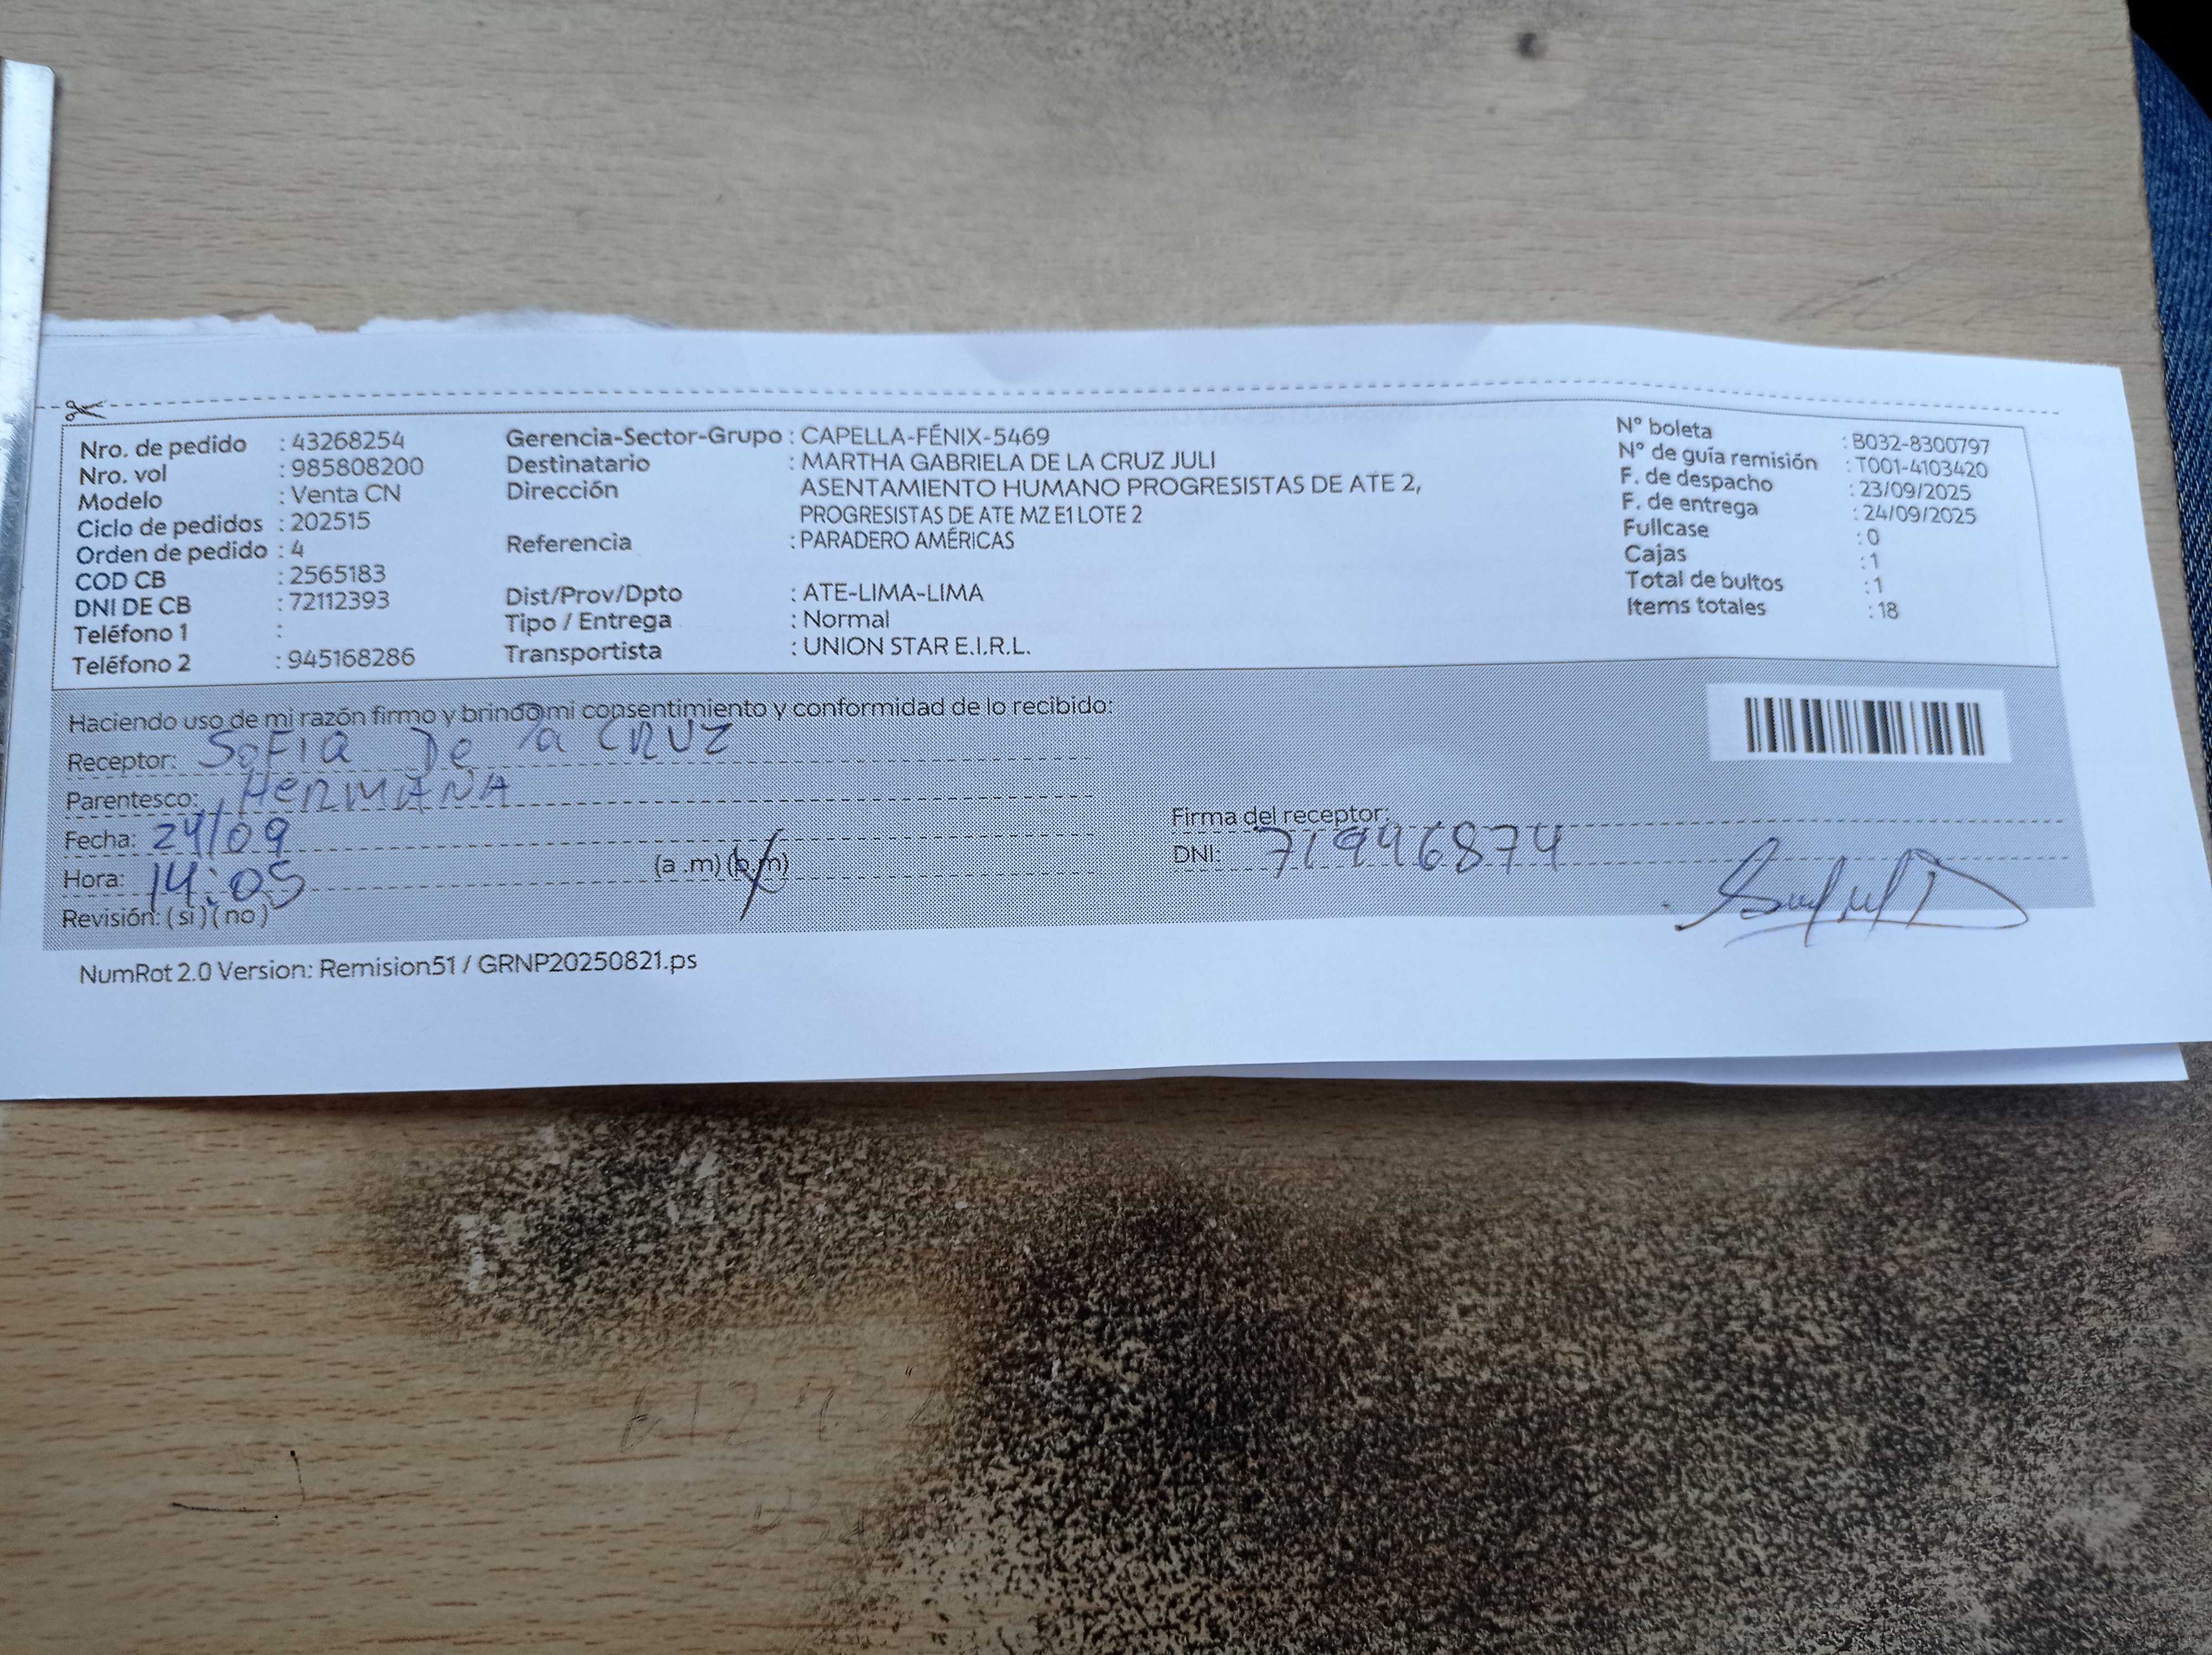 Nro. de pedido : 43268254
Nro. vol : 985808200
Modelo : Venta CN
Ciclo de pedidos : 202515
Orden de pedido : 4
COD CB : 2565183
DNI DE CB : 72112393
Teléfono 1 :
Teléfono 2 : 945168286
Gerencia-Sector-Grupo : CAPELLA-FÉNIX-5469
Destinatario : MARTHA GABRIELA DE LA CRUZ JULI
Dirección ASENTAMIENTO HUMANO PROGRESISTAS DE ATE 2,
PROGRESISTAS DE ATE MZ E1 LOTE 2
Referencia : PARADERO AMÉRICAS
Dist/Prov/Dpto : ATE-LIMA-LIMA
Tipo / Entrega : Normal
Transportista : UNION STAR E.I.R.L.
N° boleta : B032-8300797
N° de guía remisión : T001-4103420
F. de despacho : 23/09/2025
F. de entrega : 24/09/2025
Fullcase : 0
Cajas : 1
Total de bultos : 1
Items totales : 18
Haciendo uso de mi razón firmo y brindo mi consentimiento y conformidad de lo recibido:
Receptor: SOFIA De la CRUZ
Parentesco: HERMANA
Fecha: 24/09
Hora: 14:05 (a .m) (p.m)
Revisión: (si) (no)
Firma del receptor:
DNI: 71946874
NumRot 2.0 Version: Remision51 / GRNP20250821.ps